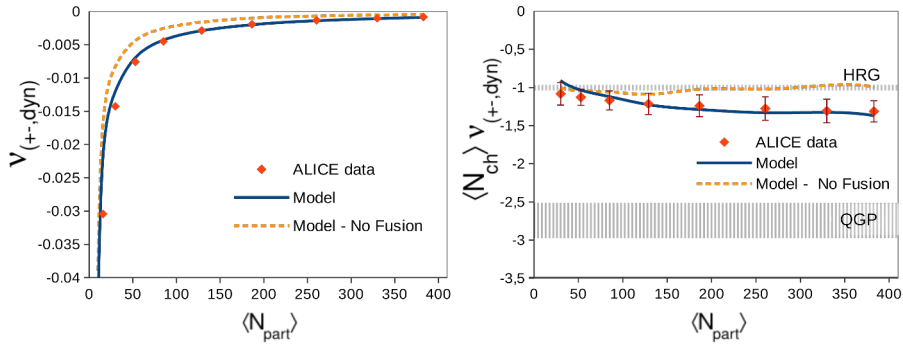 0
-0.005
-0.01
-0.015
-0.02
-0.025
-0.03
-0.035
-0.04
ν(+-,dyn)
ALICE data
Model
Model - No Fusion
0 50 100 150 200 250 300 350 400
⟨Npart⟩
0
-0,5
-1
-1.5
-2
-2.5
-3
-3,5
⟨Nch⟩ ν(+-,dyn)
HRG
ALICE data
Model
Model - No Fusion
QGP
0 50 100 150 200 250 300 350 400
⟨Npart⟩